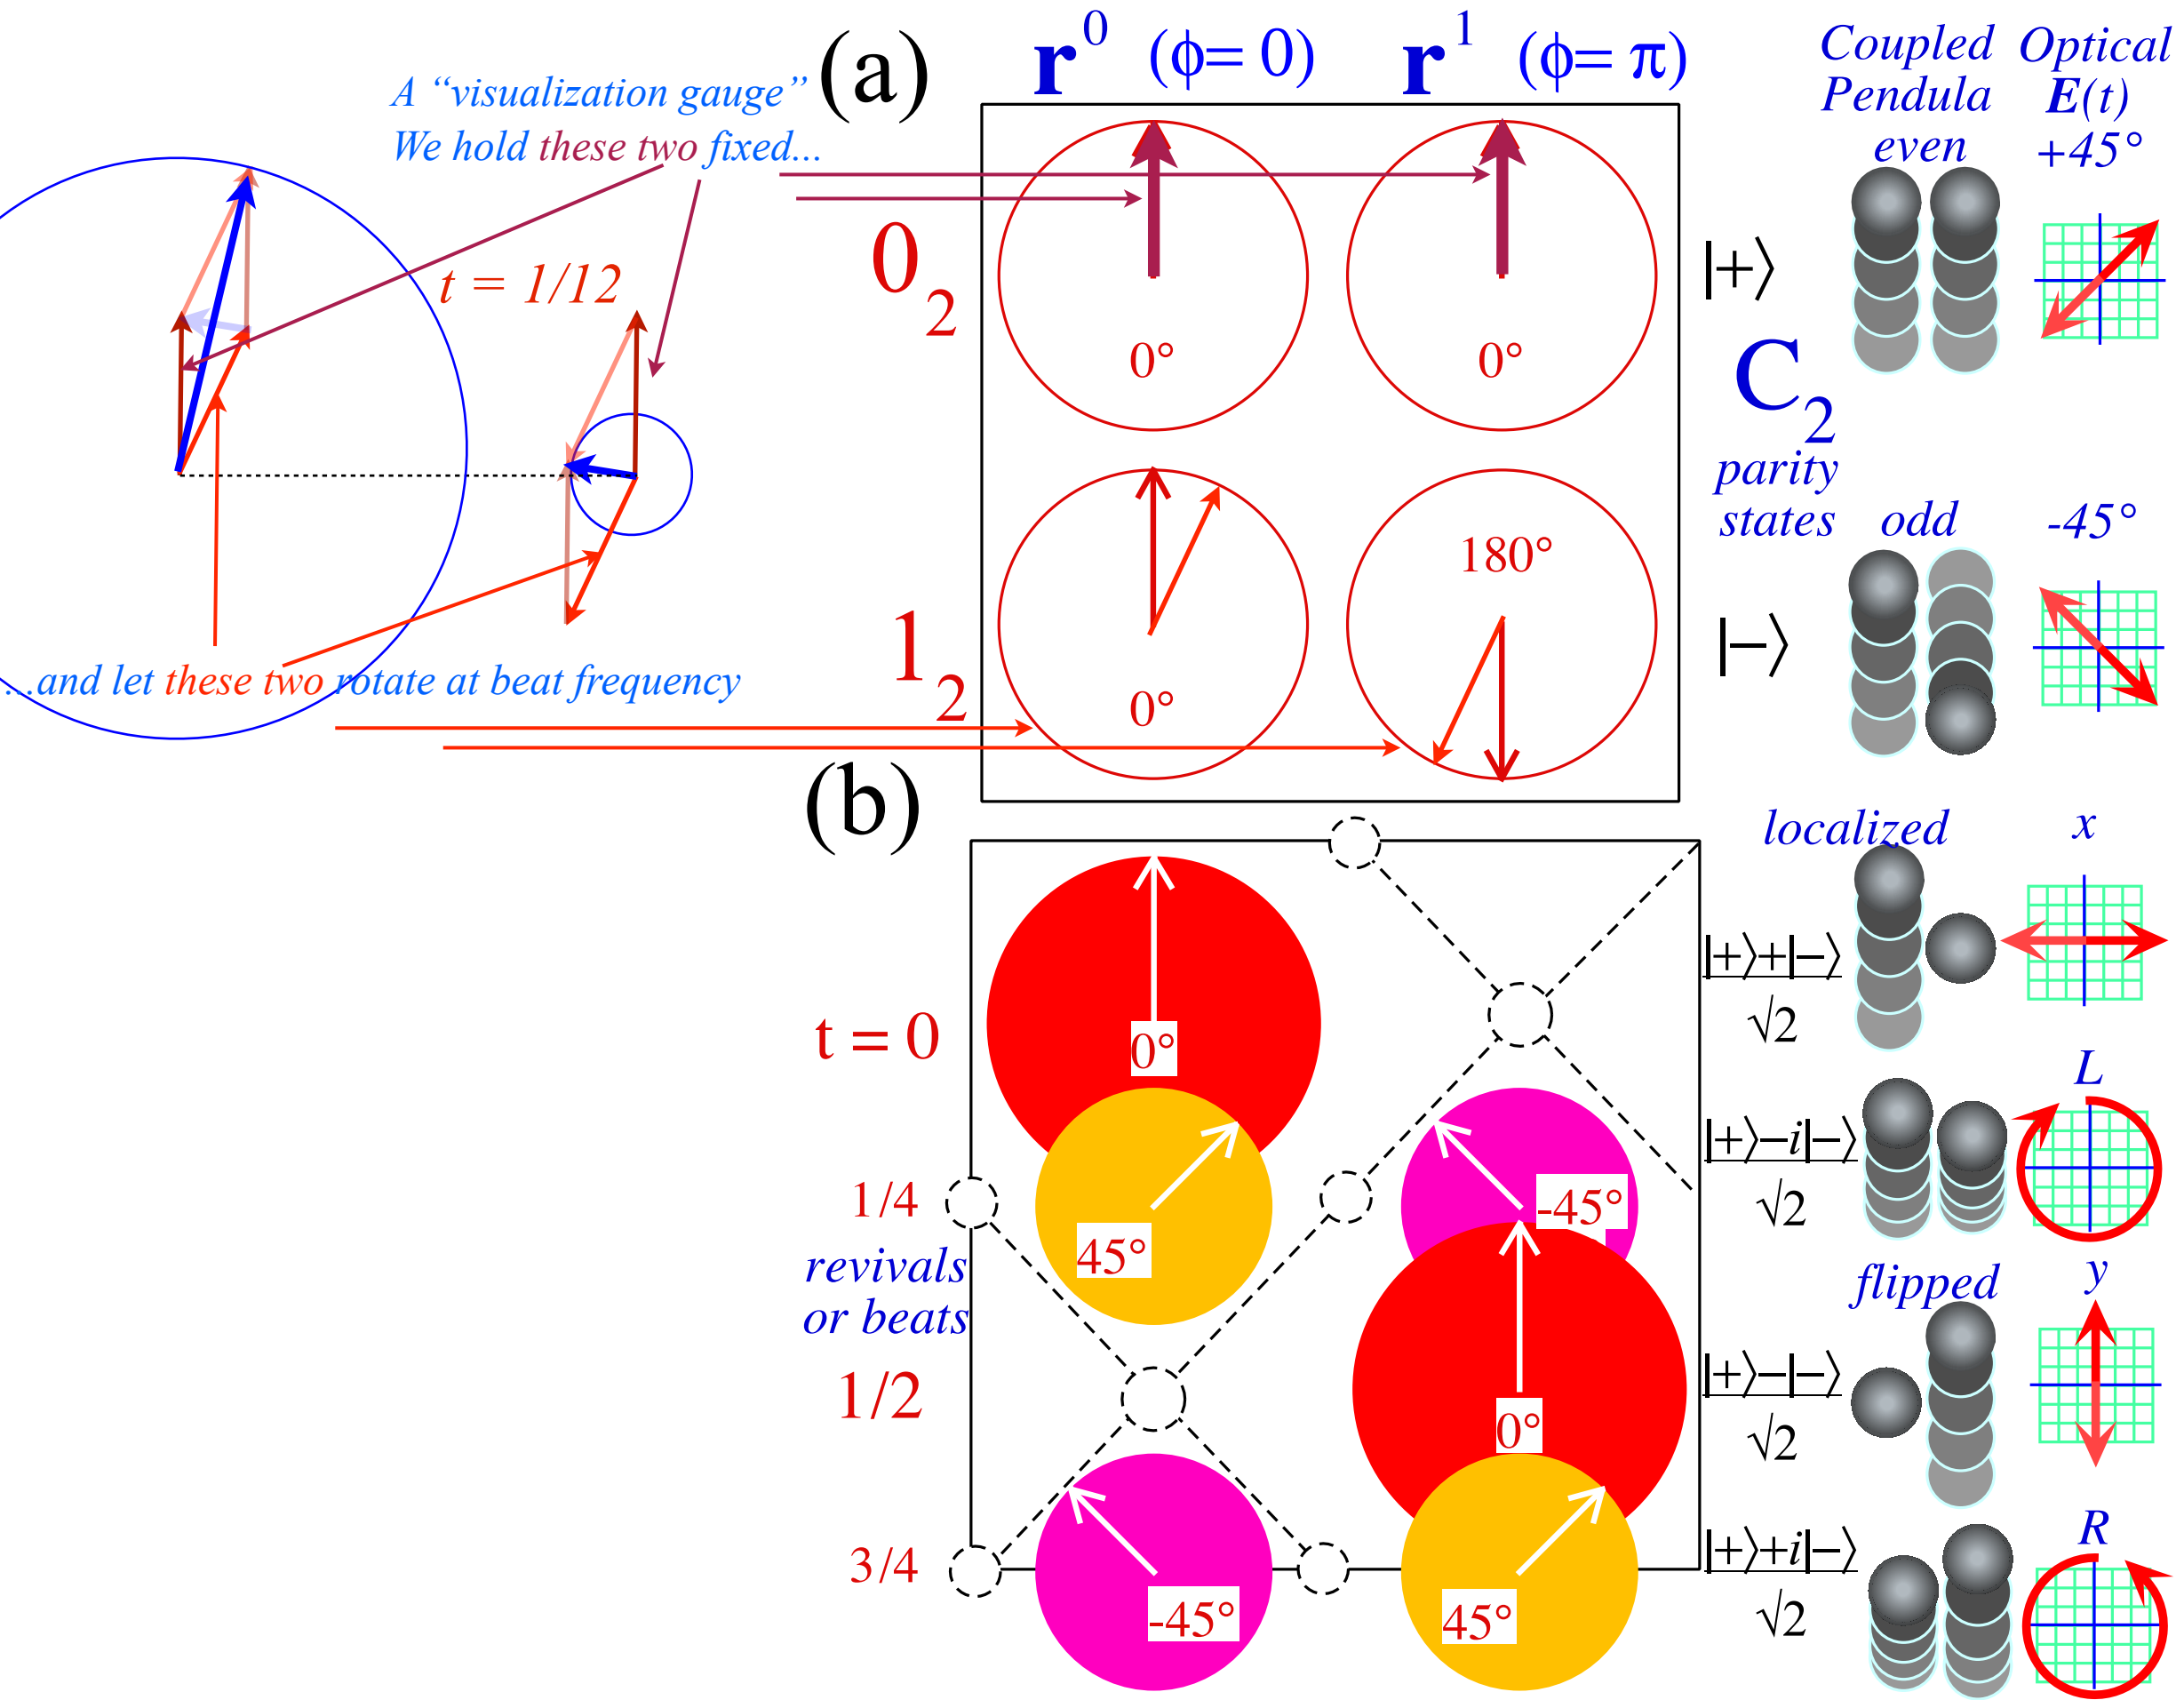 (a)
r⁰ (ϕ= 0)
r¹ (ϕ= π)
Coupled
Pendula
even
Optical
E(t)
+45°
A “visualization gauge”
We hold these two fixed...
t = 1/12
0₂
0°
0°
|+⟩
C₂
parity
states
odd
-45°
1₂
0°
180°
|−⟩
...and let these two rotate at beat frequency
(b)
localized
x
t = 0
0°
|+⟩+|−⟩
√2
L
1/4
45°
-45°
|+⟩−i|−⟩
√2
revivals
or beats
flipped
y
1/2
0°
|+⟩−|−⟩
√2
R
3/4
-45°
45°
|+⟩+i|−⟩
√2